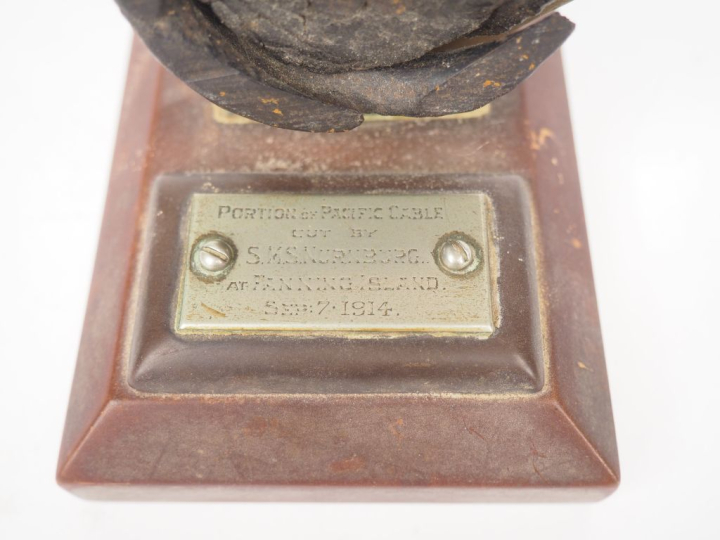 PORTION OF PACIFIC CABLE
CUT BY
S.M.S. NURNBURG.
AT FANNING ISLAND.
SEP: 7. 1914.